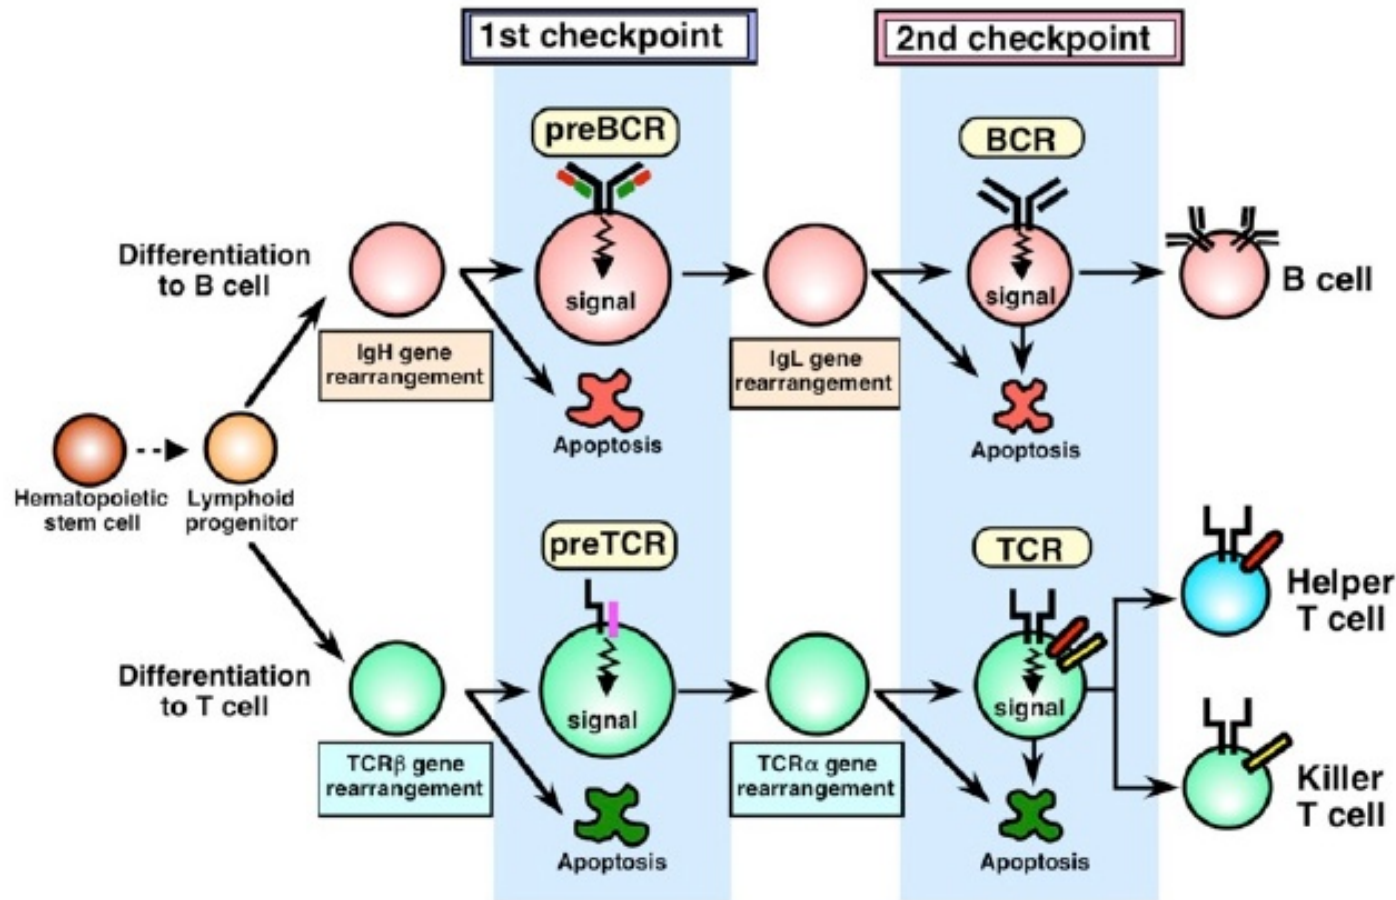 1st checkpoint
2nd checkpoint
preBCR
BCR
Differentiation
to B cell
signal
signal
B cell
IgH gene
rearrangement
IgL gene
rearrangement
Apoptosis
Apoptosis
Hematopoietic
stem cell
Lymphoid
progenitor
preTCR
TCR
Helper
T cell
Differentiation
to T cell
signal
signal
TCRβ gene
rearrangement
TCRα gene
rearrangement
Killer
T cell
Apoptosis
Apoptosis